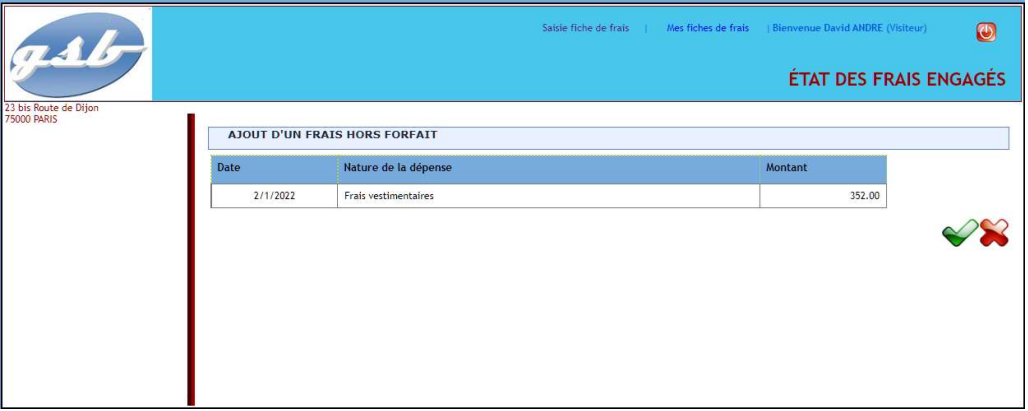 gsb
Saisie fiche de frais | Mes fiches de frais | Bienvenue David ANDRE (Visiteur)
ÉTAT DES FRAIS ENGAGÉS
23 bis Route de Dijon
75000 PARIS
AJOUT D'UN FRAIS HORS FORFAIT
Date Nature de la dépense Montant
2/1/2022 Frais vestimentaires 352.00